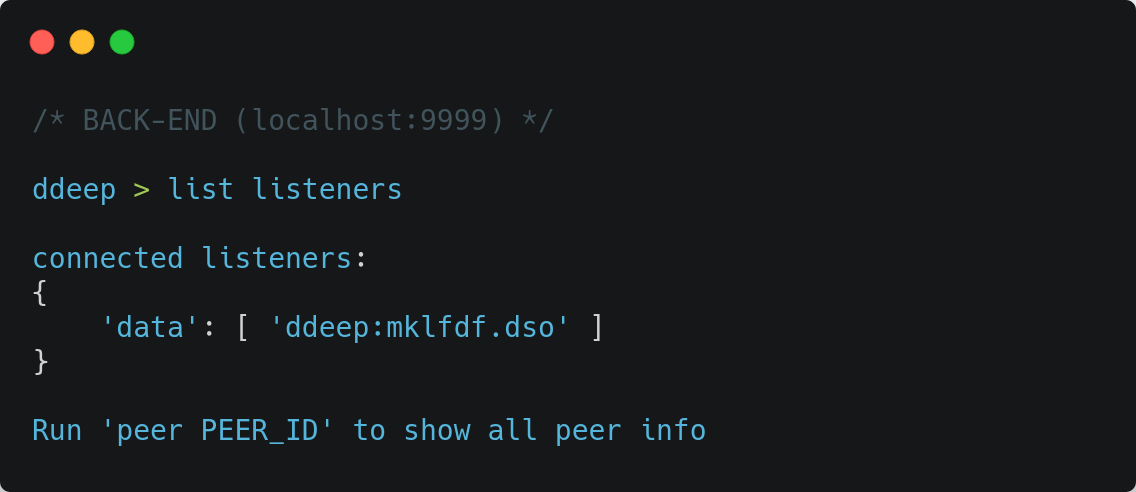 /* BACK-END (localhost:9999) */
ddeep > list listeners
connected listeners:
{
'data': [ 'ddeep:mklfdf.dso' ]
}
Run 'peer PEER_ID' to show all peer info